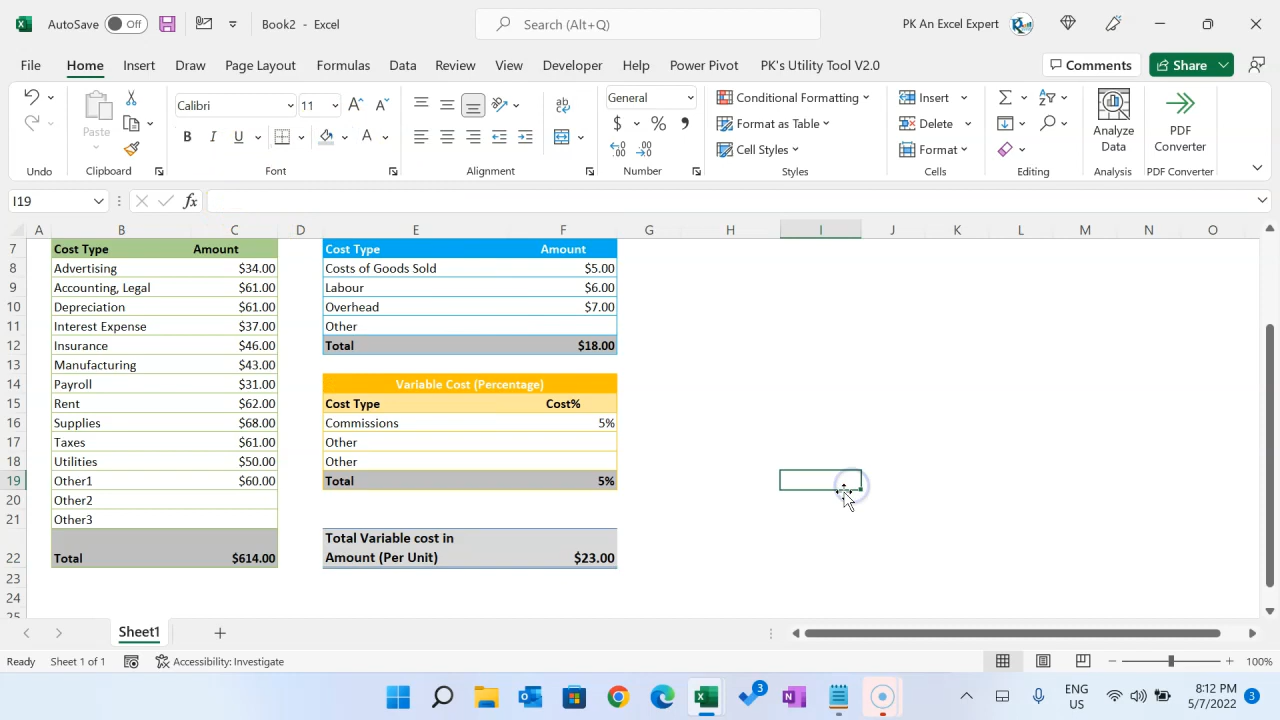 AutoSave Off Book2 - Excel Search (Alt+Q) PK An Excel Expert
File Home Insert Draw Page Layout Formulas Data Review View Developer Help Power Pivot PK's Utility Tool V2.0 Comments Share
Calibri 11 General Conditional Formatting Insert
Paste B I U A $ % Format as Table Delete Analyze Data PDF Converter
Cell Styles Format
Undo Clipboard Font Alignment Number Styles Cells Editing Analysis PDF Converter
I19 fx
A B C D E F G H I J K L M N O
7 Cost Type Amount Cost Type Amount
8 Advertising $34.00 Costs of Goods Sold $5.00
9 Accounting, Legal $61.00 Labour $6.00
10 Depreciation $61.00 Overhead $7.00
11 Interest Expense $37.00 Other
12 Insurance $46.00 Total $18.00
13 Manufacturing $43.00
14 Payroll $31.00 Variable Cost (Percentage)
15 Rent $62.00 Cost Type Cost%
16 Supplies $68.00 Commissions 5%
17 Taxes $61.00 Other
18 Utilities $50.00 Other
19 Other1 $60.00 Total 5%
20 Other2
21 Other3
22 Total $614.00 Total Variable cost in Amount (Per Unit) $23.00
23
24
25
Sheet1
Ready Sheet 1 of 1 Accessibility: Investigate 100%
3 ENG US 8:12 PM 5/7/2022 3